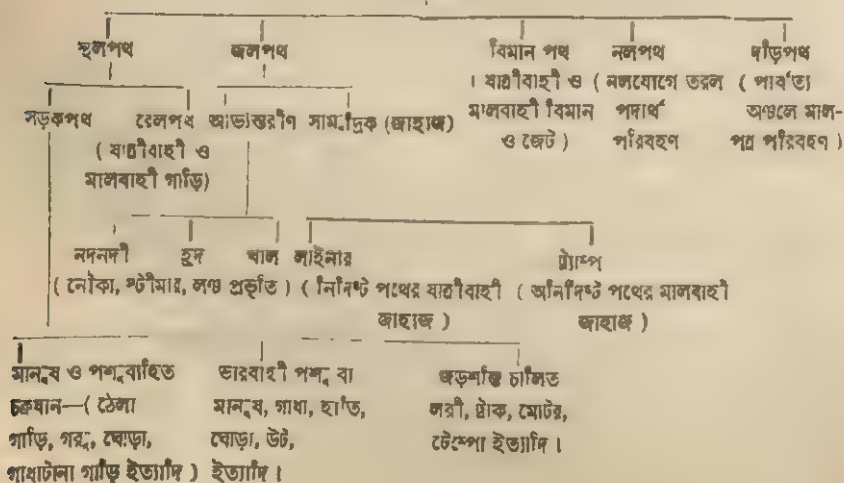 স্থলপথ জলপথ বিমান পথ নলপথ দড়িপথ
। যাত্রীবাহী ও ( নলযোগে তরল ( পার্বত্য
সড়কপথ রেলপথ আভ্যন্তরীণ সামুদ্রিক (জাহাজ) মালবাহী বিমান পদার্থ অঞ্চলে মাল-
( যাত্রীবাহী ও ও জেট ) পরিবহণ পত্র পরিবহণ )
মালবাহী গাড়ি)
নদনদী হ্রদ খাল লাইনার ট্র্যাম্প
( নৌকা, স্টীমার, লঞ্চ প্রভৃতি ) ( নির্দিষ্ট পথের যাত্রীবাহী ( অনির্দিষ্ট পথের মালবাহী
জাহাজ ) জাহাজ )
মানুষ ও পশুবাহিত ভারবাহী পশু বা জড়শক্তি চালিত
চক্রযান—( ঠেলা মানুষ, গাধা, হাতি, লরী, ট্রাক, মোটর,
গাড়ি, গরু, ঘোড়া, ঘোড়া, উট, টেম্পো ইত্যাদি ।
গাধাটানা গাড়ি ইত্যাদি ) ইত্যাদি ।